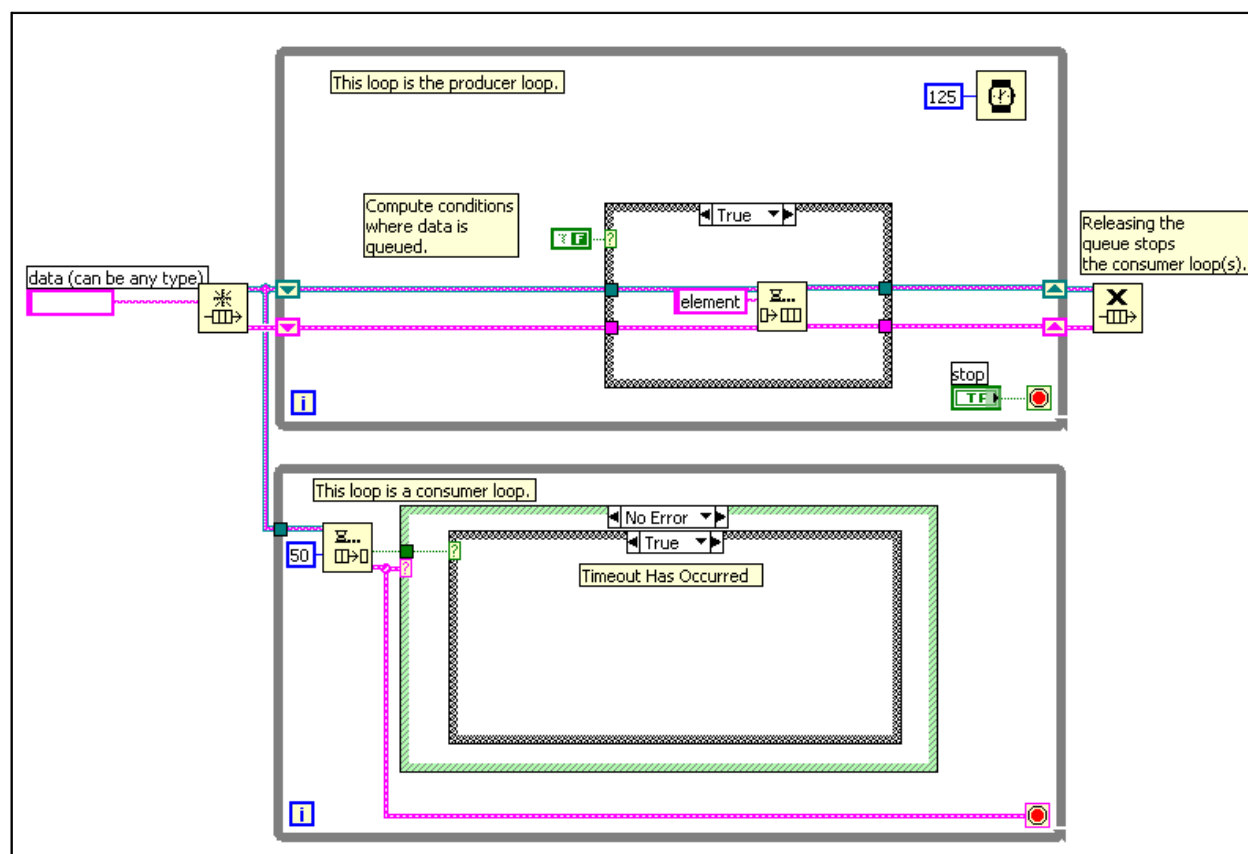 This loop is the producer loop.
125
Compute conditions
where data is
queued.
True
?
F
Releasing the
queue stops
the consumer loop(s).
data (can be any type)
element
X
stop
TF
i
This loop is a consumer loop.
No Error
True
50
?
?
Timeout Has Occurred
i